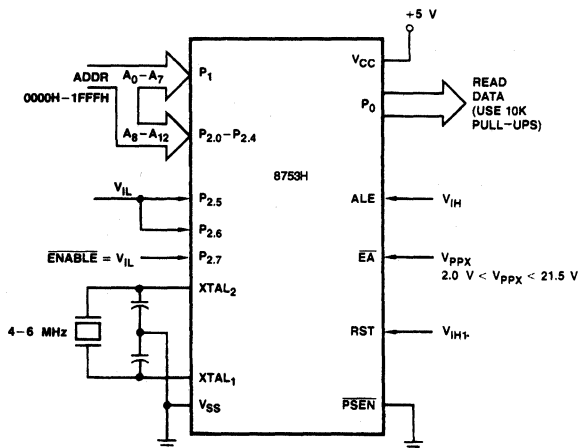 +5 V
ADDR
0000H-1FFFH
A0-A7
A8-A12
P1
P2.0-P2.4
VCC
P0
READ
DATA
(USE 10K
PULL-UPS)
8753H
VIL
P2.5
P2.6
ENABLE = VIL
P2.7
ALE
VIH
EA
VPPX
2.0 V < VPPX < 21.5 V
XTAL2
4-6 MHz
RST
VIH1-
XTAL1
VSS
PSEN